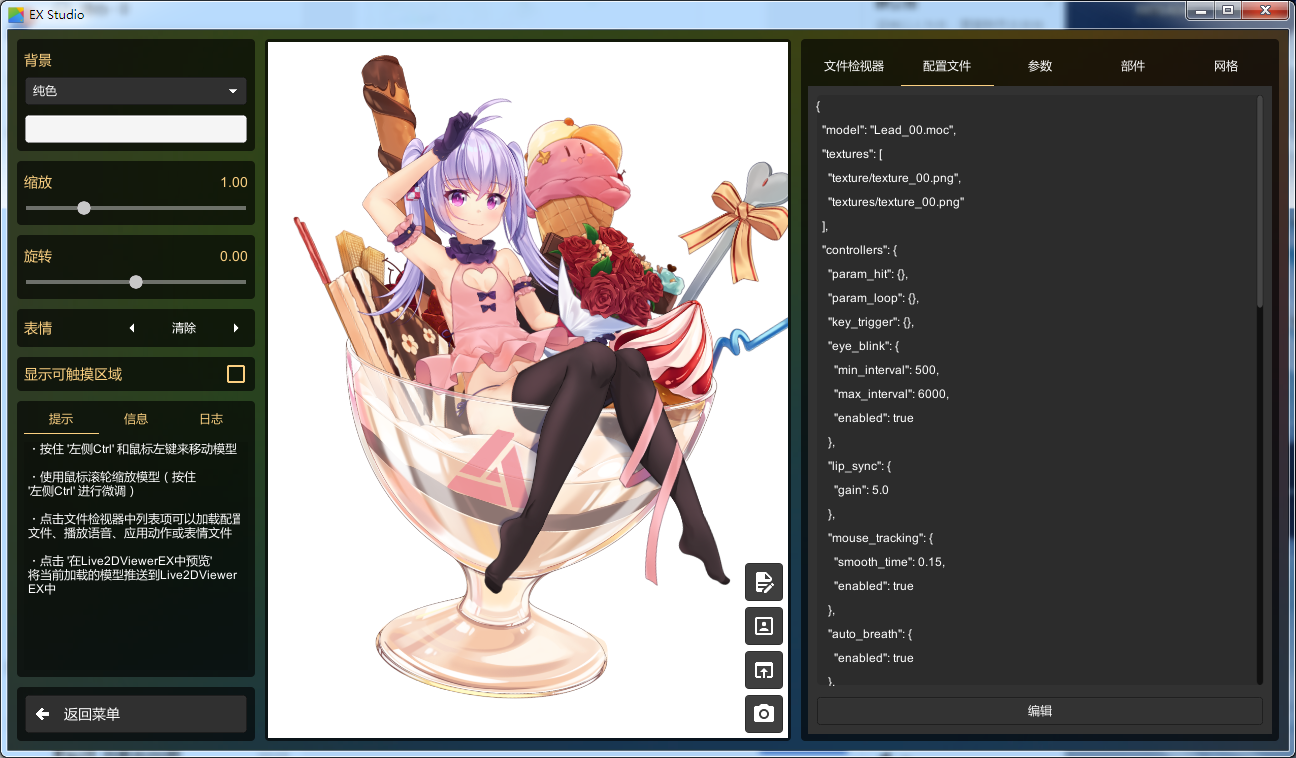 EX Studio
背景
纯色
缩放 1.00
旋转 0.00
表情 清除
显示可触摸区域
提示 信息 日志
· 按住 '左侧Ctrl' 和鼠标左键来移动模型
· 使用鼠标滚轮缩放模型 ( 按住
'左侧Ctrl' 进行微调 )
· 点击文件检视器中列表项可以加载配置
文件、播放语音、应用动作或表情文件
· 点击 '在Live2DViewerEX中预览'
将当前加载的模型推送到Live2DViewer
EX中
返回菜单
文件检视器 配置文件 参数 部件 网格
{
"model": "Lead_00.moc",
"textures": [
"texture/texture_00.png",
"textures/texture_00.png"
],
"controllers": {
"param_hit": {},
"param_loop": {},
"key_trigger": {},
"eye_blink": {
"min_interval": 500,
"max_interval": 6000,
"enabled": true
},
"lip_sync": {
"gain": 5.0
},
"mouse_tracking": {
"smooth_time": 0.15,
"enabled": true
},
"auto_breath": {
"enabled": true
},
编辑